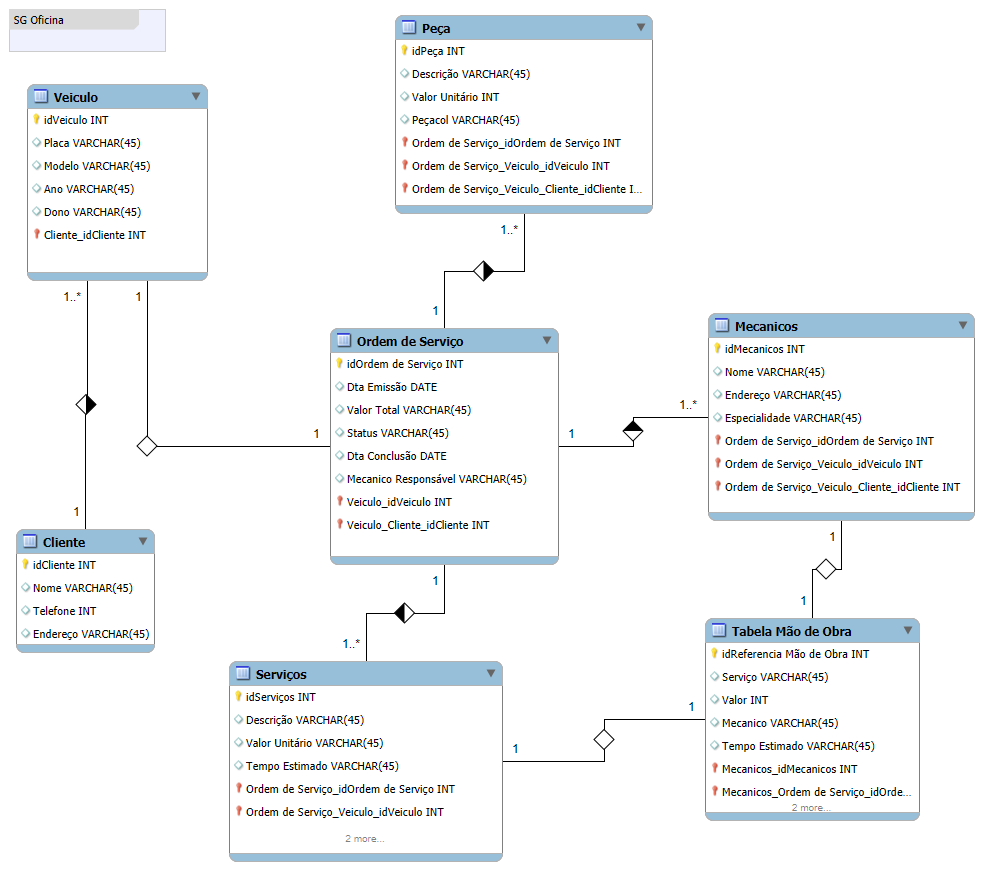 SG Oficina
Peça
idPeça INT
Descrição VARCHAR(45)
Valor Unitário INT
Peçacol VARCHAR(45)
Ordem de Serviço_idOrdem de Serviço INT
Ordem de Serviço_Veiculo_idVeiculo INT
Ordem de Serviço_Veiculo_Cliente_idCliente I...
1..*
1
Veiculo
idVeiculo INT
Placa VARCHAR(45)
Modelo VARCHAR(45)
Ano VARCHAR(45)
Dono VARCHAR(45)
Cliente_idCliente INT
1..*
1
1
1
Ordem de Serviço
idOrdem de Serviço INT
Dta Emissão DATE
Valor Total VARCHAR(45)
Status VARCHAR(45)
Dta Conclusão DATE
Mecanico Responsável VARCHAR(45)
Veiculo_idVeiculo INT
Veiculo_Cliente_idCliente INT
1
1..*
Mecanicos
idMecanicos INT
Nome VARCHAR(45)
Endereço VARCHAR(45)
Especialidade VARCHAR(45)
Ordem de Serviço_idOrdem de Serviço INT
Ordem de Serviço_Veiculo_idVeiculo INT
Ordem de Serviço_Veiculo_Cliente_idCliente INT
1
1
Cliente
idCliente INT
Nome VARCHAR(45)
Telefone INT
Endereço VARCHAR(45)
1
1..*
Serviços
idServiços INT
Descrição VARCHAR(45)
Valor Unitário VARCHAR(45)
Tempo Estimado VARCHAR(45)
Ordem de Serviço_idOrdem de Serviço INT
Ordem de Serviço_Veiculo_idVeiculo INT
2 more...
1
1
Tabela Mão de Obra
idReferencia Mão de Obra INT
Serviço VARCHAR(45)
Valor INT
Mecanico VARCHAR(45)
Tempo Estimado VARCHAR(45)
Mecanicos_idMecanicos INT
Mecanicos_Ordem de Serviço_idOrde...
2 more...